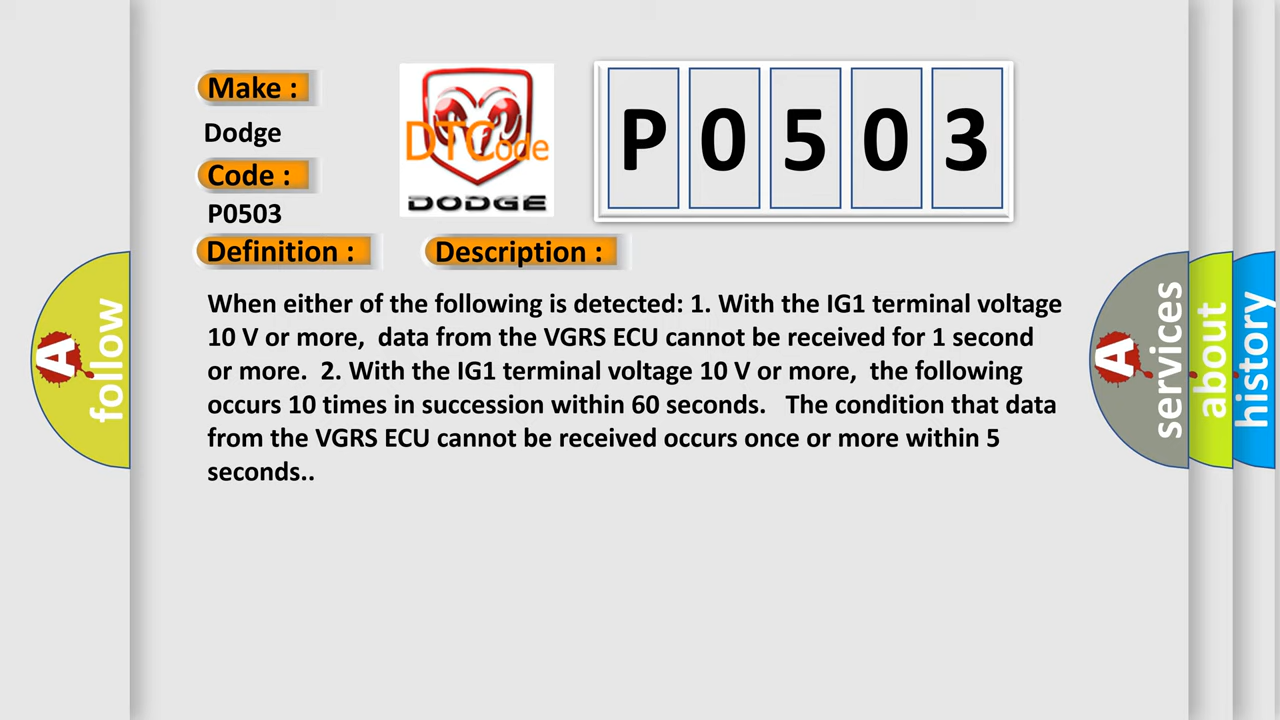 Make :
Dodge
Code :
P0503
DTCode
DODGE
P0503
Definition :
Description :
When either of the following is detected: 1. With the IG1 terminal voltage
10 V or more,  data from the VGRS ECU cannot be received for 1 second
or more.  2. With the IG1 terminal voltage 10 V or more,  the following
occurs 10 times in succession within 60 seconds.   The condition that data
from the VGRS ECU cannot be received occurs once or more within 5
seconds..
A follow
A services
about
history